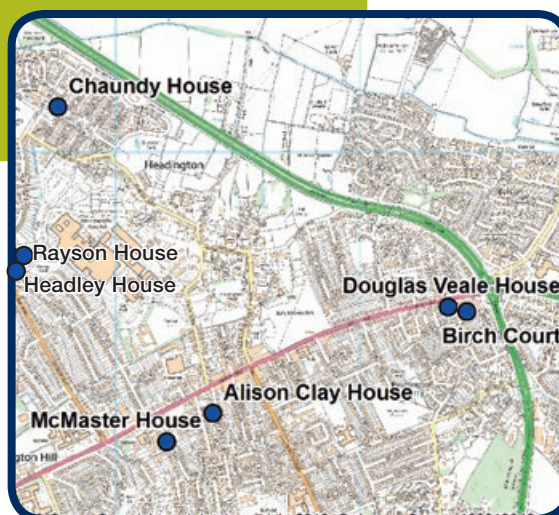 Chaundy House
Headington
Rayson House
Headley House
Douglas Veale House
Birch Court
Alison Clay House
McMaster House
gton Hill